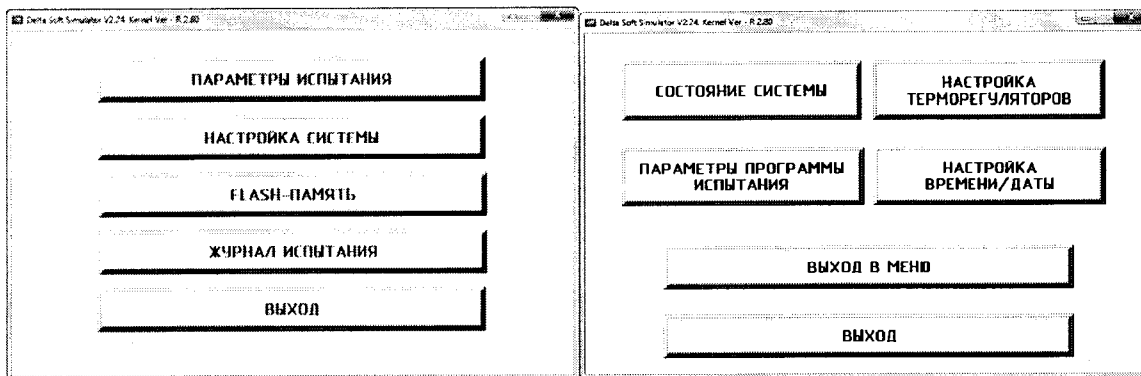 Delta Soft Simulator V2.24. Kernel Ver - R 2.80
ПАРАМЕТРЫ ИСПЫТАНИЯ
НАСТРОЙКА СИСТЕМЫ
FLASH-ПАМЯТЬ
ЖУРНАЛ ИСПЫТАНИЯ
ВЫХОД
Delta Soft Simulator V2.24. Kernel Ver - R 2.80
СОСТОЯНИЕ СИСТЕМЫ
НАСТРОЙКА
ТЕРМОРЕГУЛЯТОРОВ
ПАРАМЕТРЫ ПРОГРАММЫ
ИСПЫТАНИЯ
НАСТРОЙКА
ВРЕМЕНИ/ДАТЫ
ВЫХОД В МЕНЮ
ВЫХОД